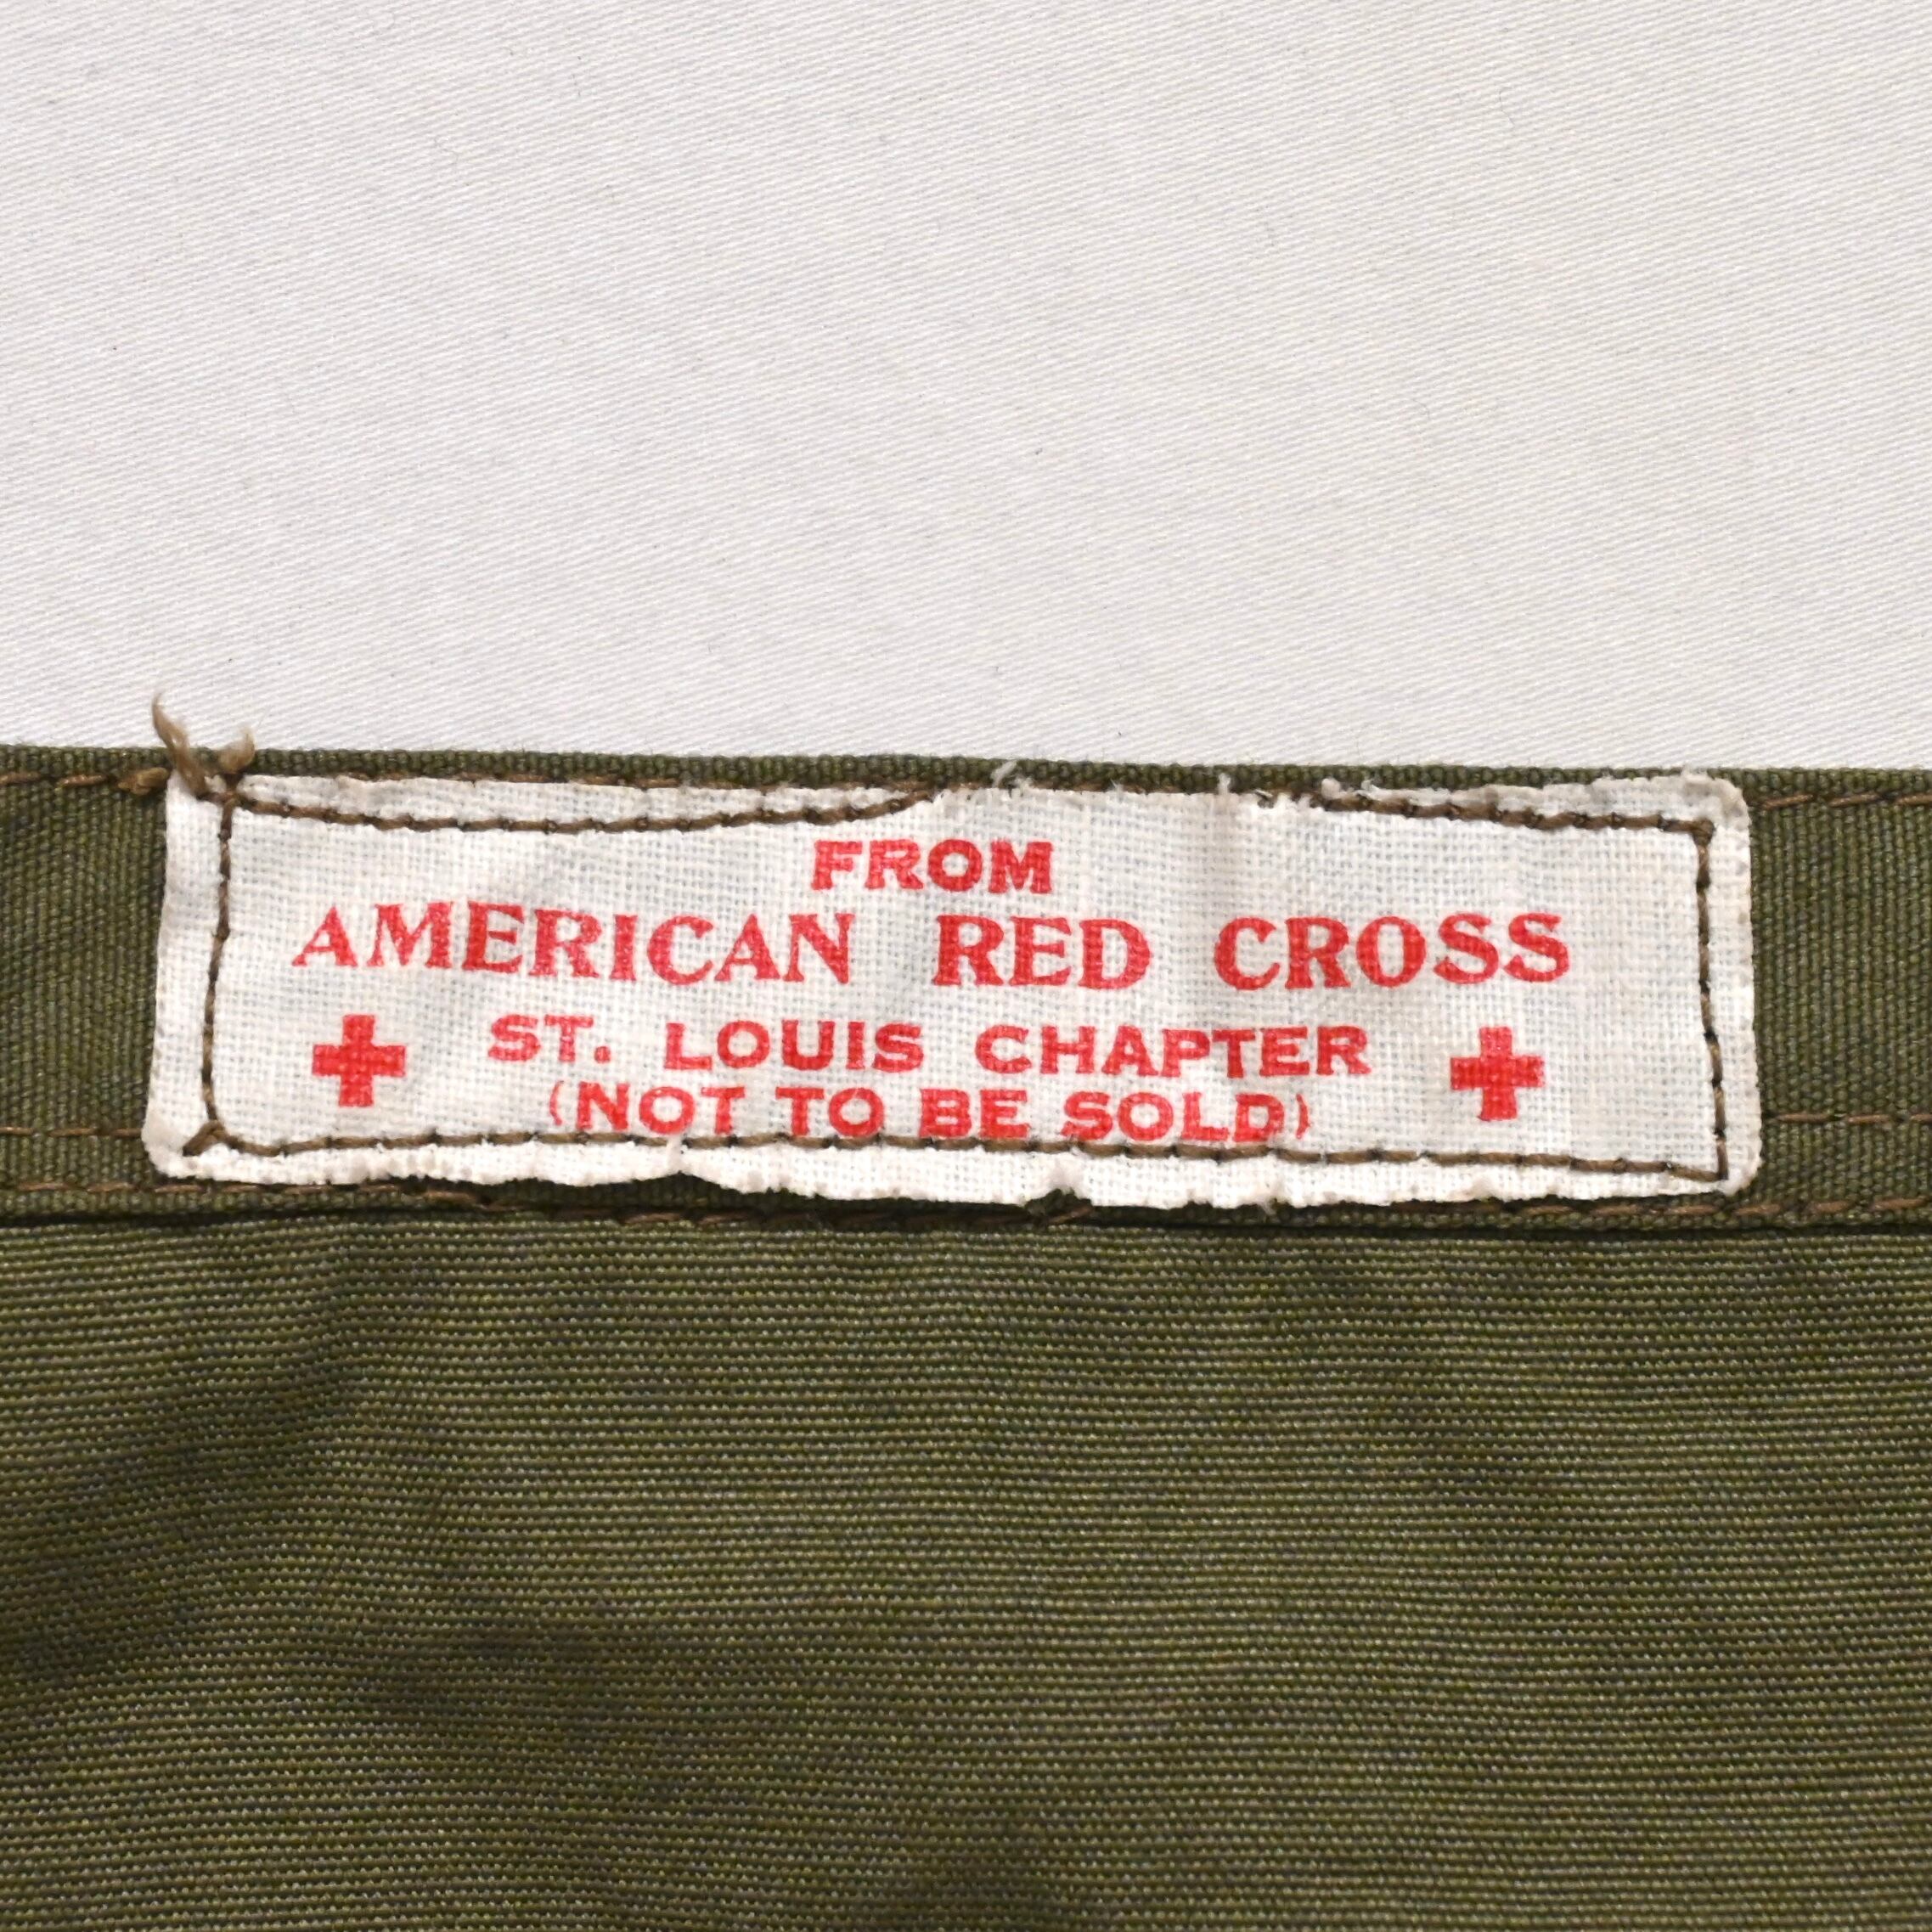 FROM
AMERICAN RED CROSS
ST. LOUIS CHAPTER
(NOT TO BE SOLD)